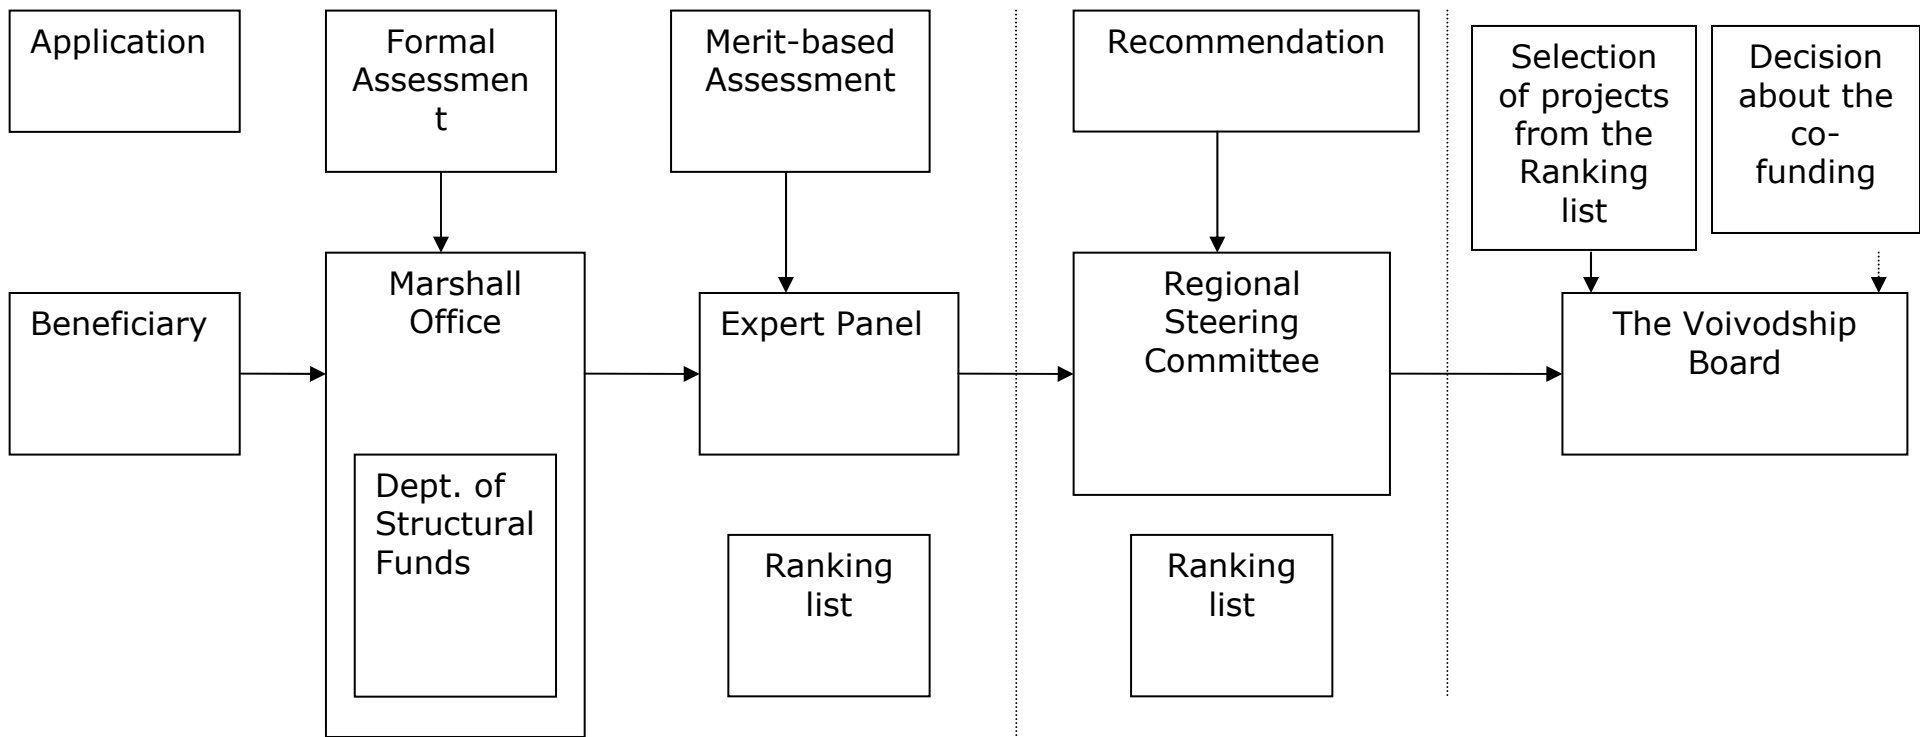 Application
Formal
Assessmen
t
Merit-based
Assessment
Recommendation
Selection
of projects
from the
Ranking
list
Decision
about the
co-
funding
Beneficiary
Marshall
Office
Dept. of
Structural
Funds
Expert Panel
Ranking
list
Regional
Steering
Committee
Ranking
list
The Voivodship
Board